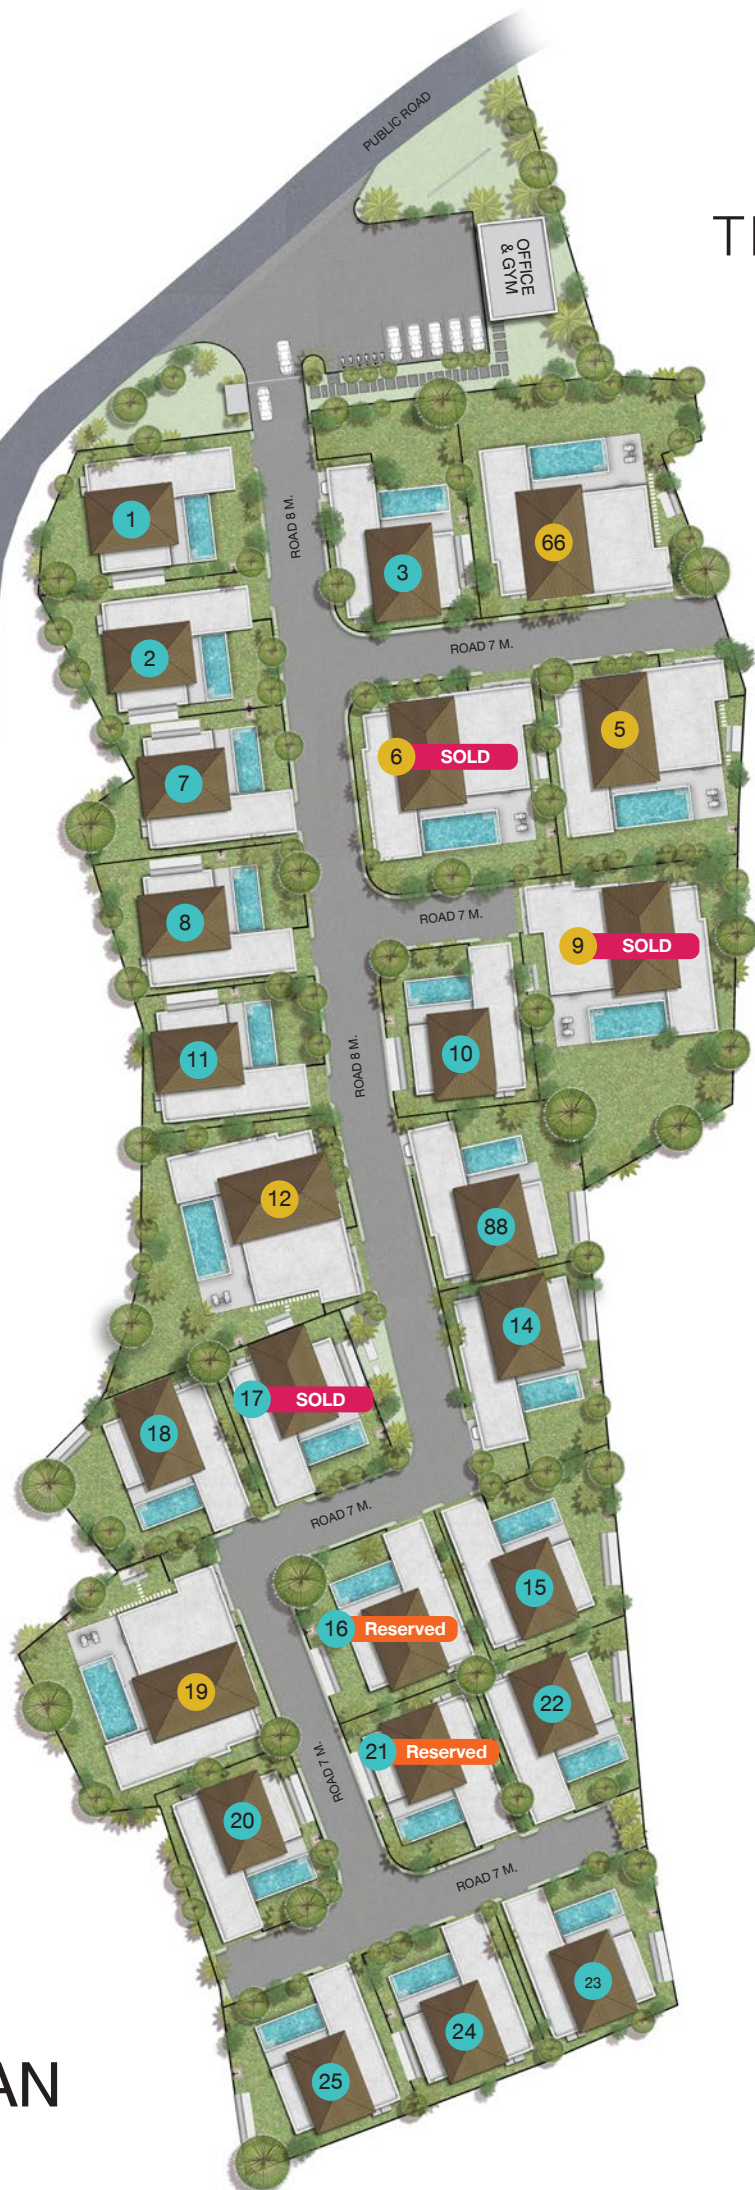 PUBLIC ROAD
TH
OFFICE
& GYM
1
ROAD 8 M.
3
66
2
ROAD 7 M.
7
6 SOLD
5
8
ROAD 7 M.
9 SOLD
11
ROAD 8 M.
10
12
88
14
17 SOLD
18
ROAD 7 M.
15
16 Reserved
19
22
21 Reserved
ROAD 7 M.
20
ROAD 7 M.
23
24
25
AN